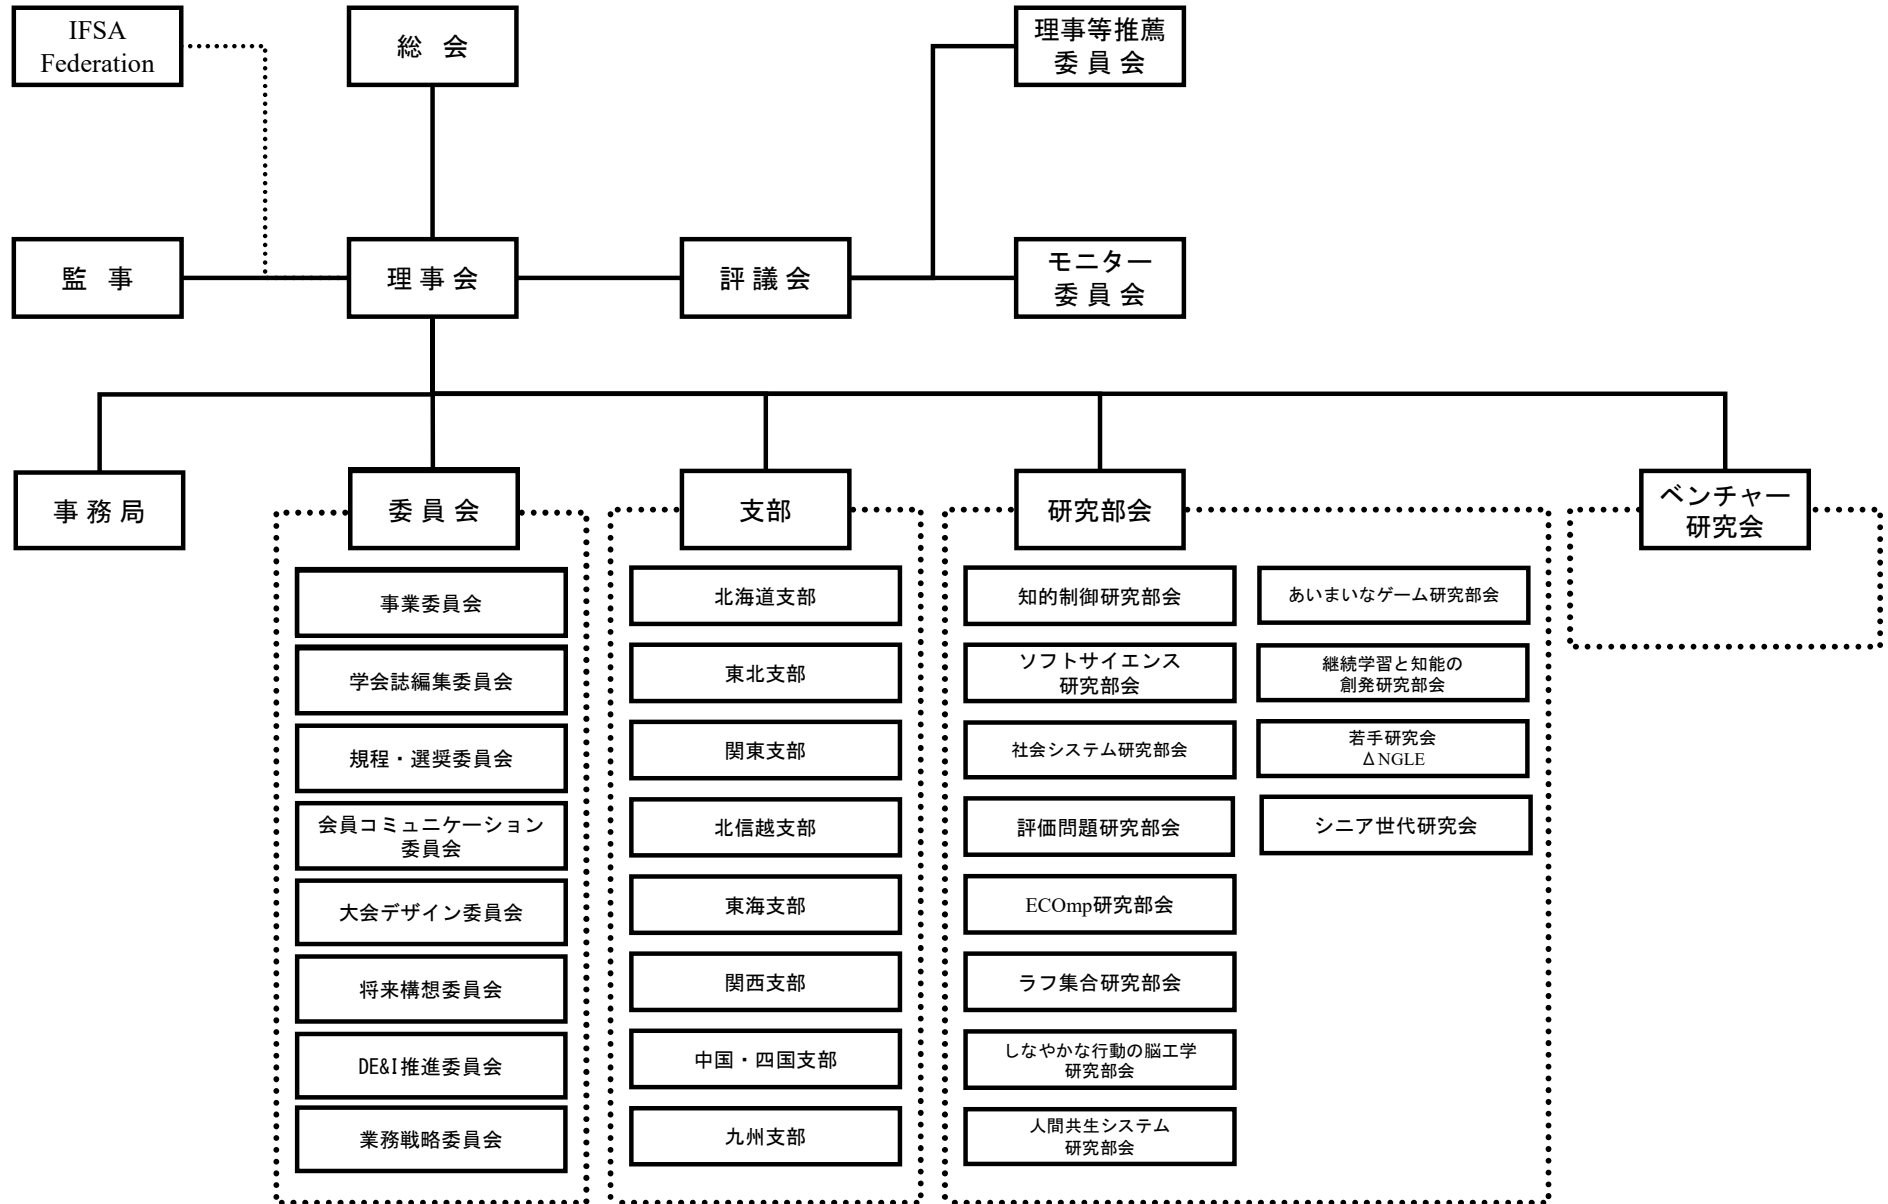 IFSA
Federation
総 会
理事等推薦
委 員 会
監 事
理 事 会
評 議 会
モニター
委 員 会
事 務 局
委 員 会
支部
研究部会
ベンチャー
研究会
事業委員会
学会誌編集委員会
規程・選奨委員会
会員コミュニケーション
委員会
大会デザイン委員会
将来構想委員会
DE&I推進委員会
業務戦略委員会
北海道支部
東北支部
関東支部
北信越支部
東海支部
関西支部
中国・四国支部
九州支部
知的制御研究部会
ソフトサイエンス
研究部会
社会システム研究部会
評価問題研究部会
ECOmp研究部会
ラフ集合研究部会
しなやかな行動の脳工学
研究部会
人間共生システム
研究部会
あいまいなゲーム研究部会
継続学習と知能の
創発研究部会
若手研究会
ΔNGLE
シニア世代研究会